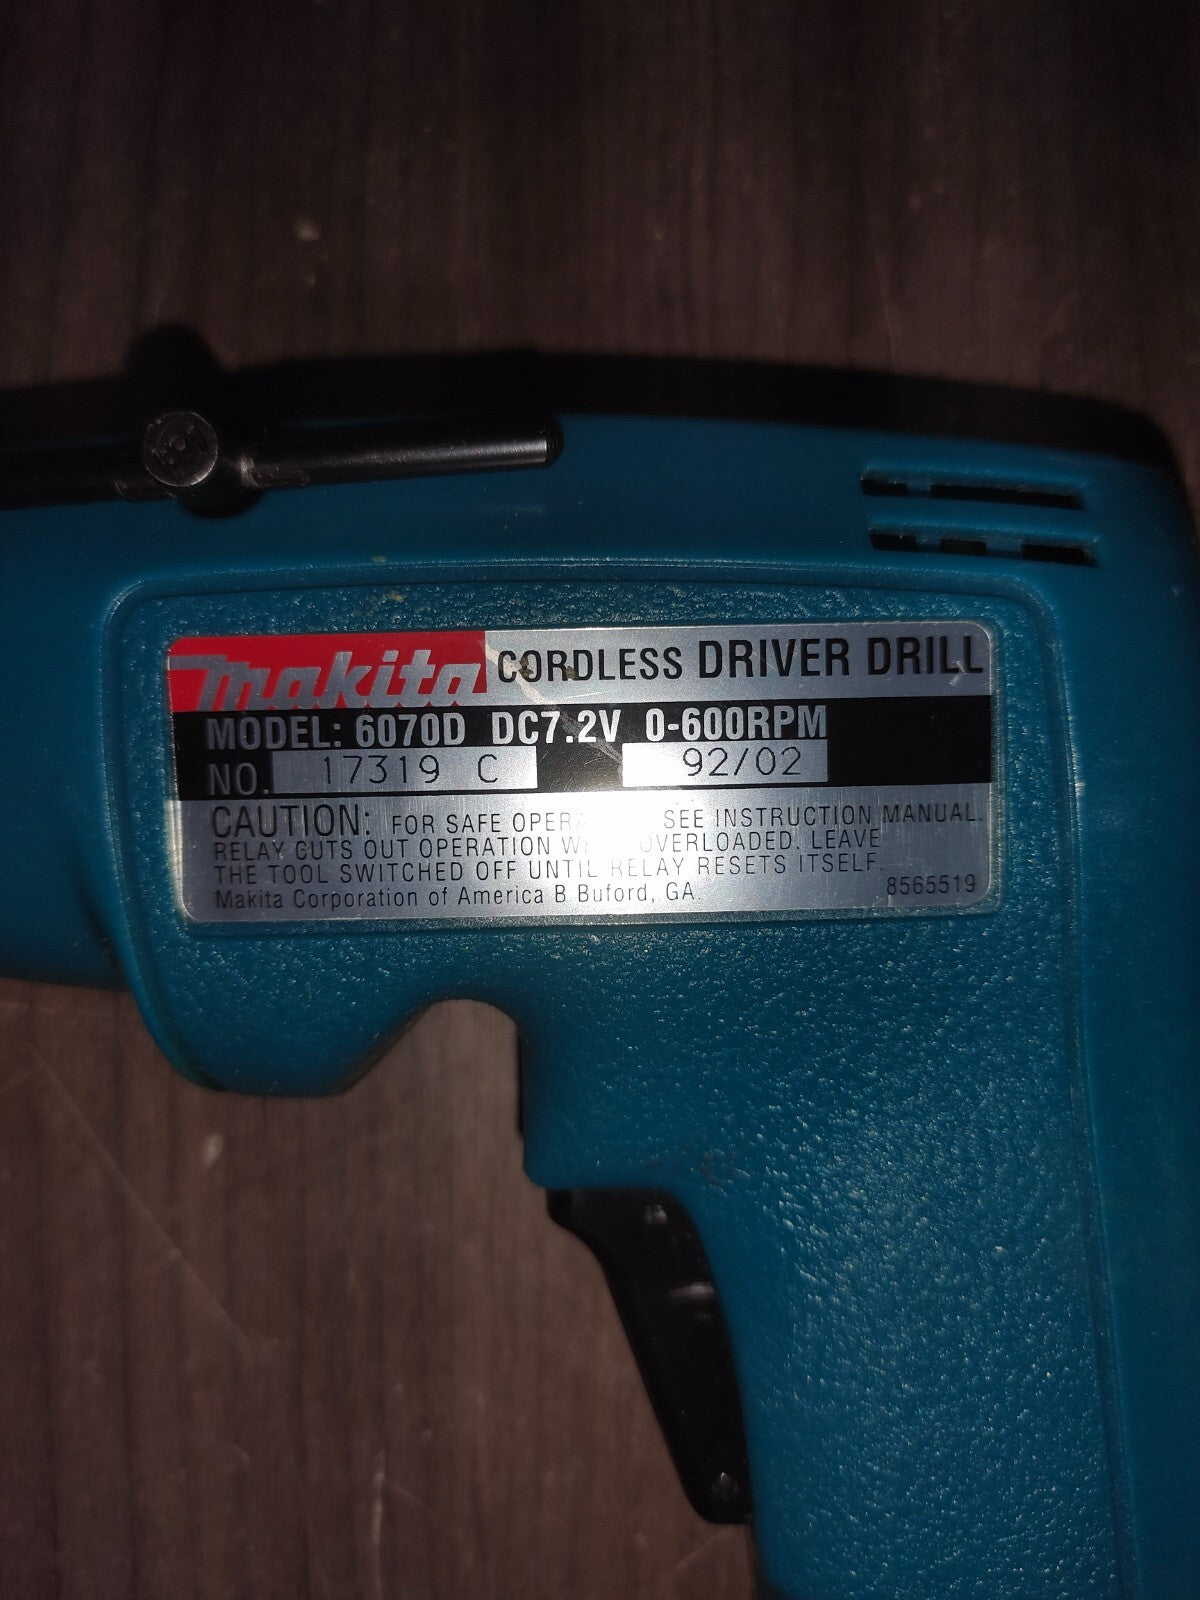 makita CORDLESS DRIVER DRILL
MODEL: 6070D DC7.2V 0-600RPM
NO. 17319 C 92/02
CAUTION: FOR SAFE SEE INSTRUCTION MANUAL.
RELAY CUTS OUT OPERATION OVERLOADED. LEAVE
THE TOOL SWITCHED OFF UNTIL RELAY RESETS ITSELF.
Makita Corporation of America B Buford, GA. 8565519